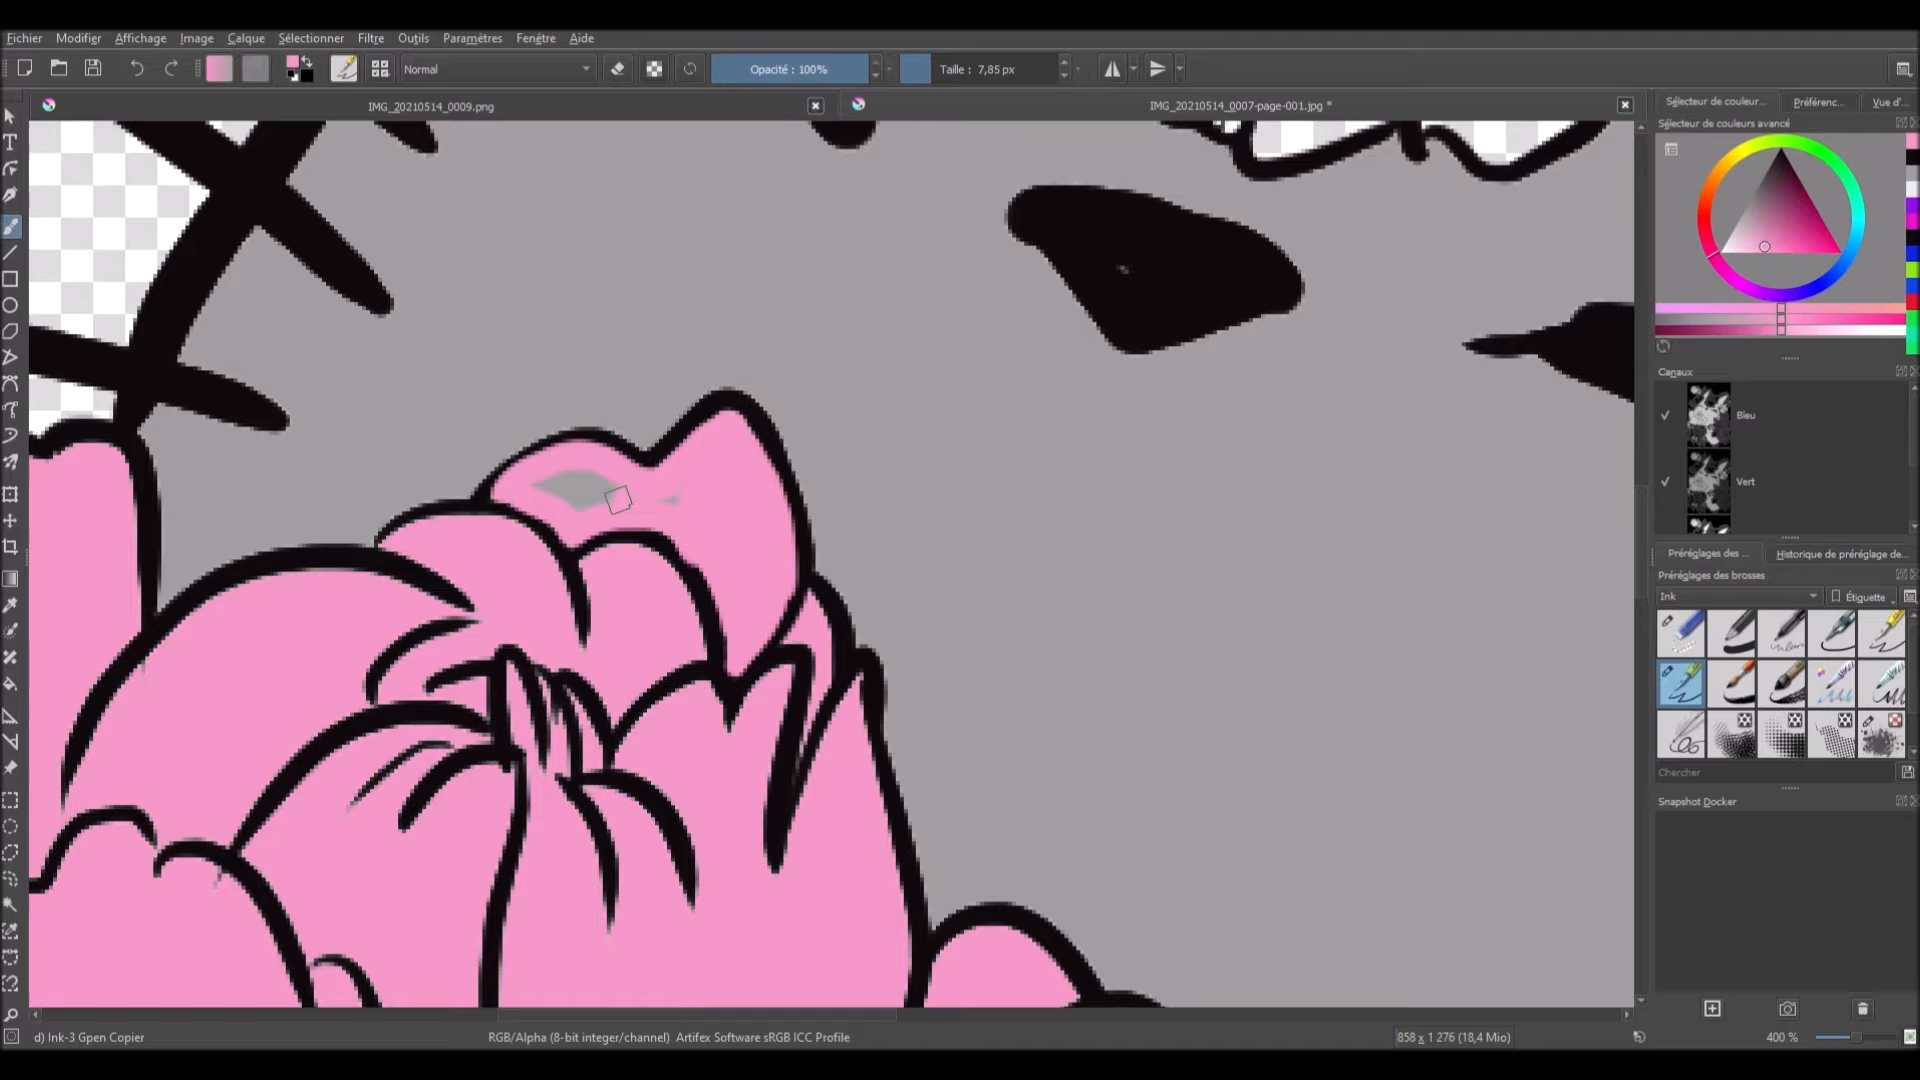 Fichier Modifier Affichage Image Calque Sélectionner Filtre Outils Paramètres Fenêtre Aide
Normal Opacité : 100% Taille : 7,85 px
IMG_20210514_0009.png IMG_20210514_0007-page-001.jpg *
Sélecteur de couleur... Préférenc... Vue d'...
Sélecteur de couleurs avancé
Canaux
Bleu
Vert
Préréglages des ... Historique de préréglage de...
Préréglages des brosses
Ink Étiquette
Chercher
Snapshot Docker
d) Ink-3 Gpen Copier RGB/Alpha (8-bit integer/channel) Artifex Software sRGB ICC Profile 858 x 1 276 (18,4 Mio) 400 %